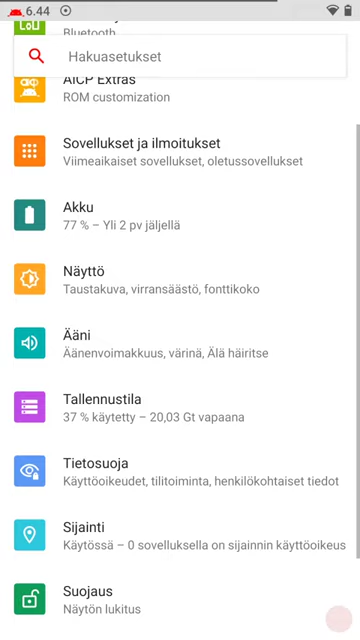 6.44
Bluetooth
Hakuasetukset
AICP Extras
ROM customization
Sovellukset ja ilmoitukset
Viimeaikaiset sovellukset, oletussovellukset
Akku
77 % – Yli 2 pv jäljellä
Näyttö
Taustakuva, virransäästö, fonttikoko
Ääni
Äänenvoimakkuus, värinä, Älä häiritse
Tallennustila
37 % käytetty – 20,03 Gt vapaana
Tietosuoja
Käyttöoikeudet, tilitoiminta, henkilökohtaiset tiedot
Sijainti
Käytössä – 0 sovelluksella on sijainnin käyttöoikeus
Suojaus
Näytön lukitus